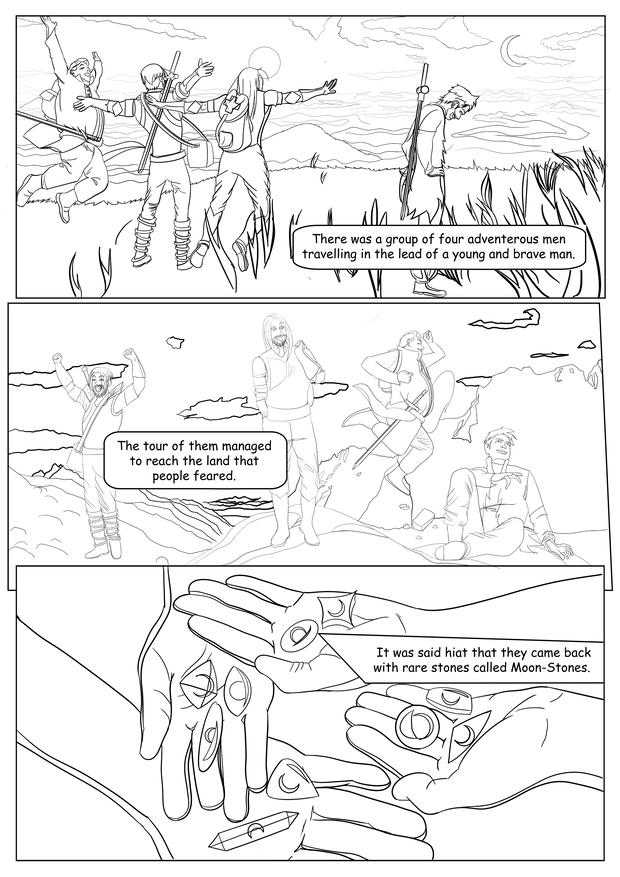 There was a group of four adventerous men
travelling in the lead of a young and brave man.
The tour of them managed
to reach the land that
people feared.
It was said hiat that they came back
with rare stones called Moon-Stones.